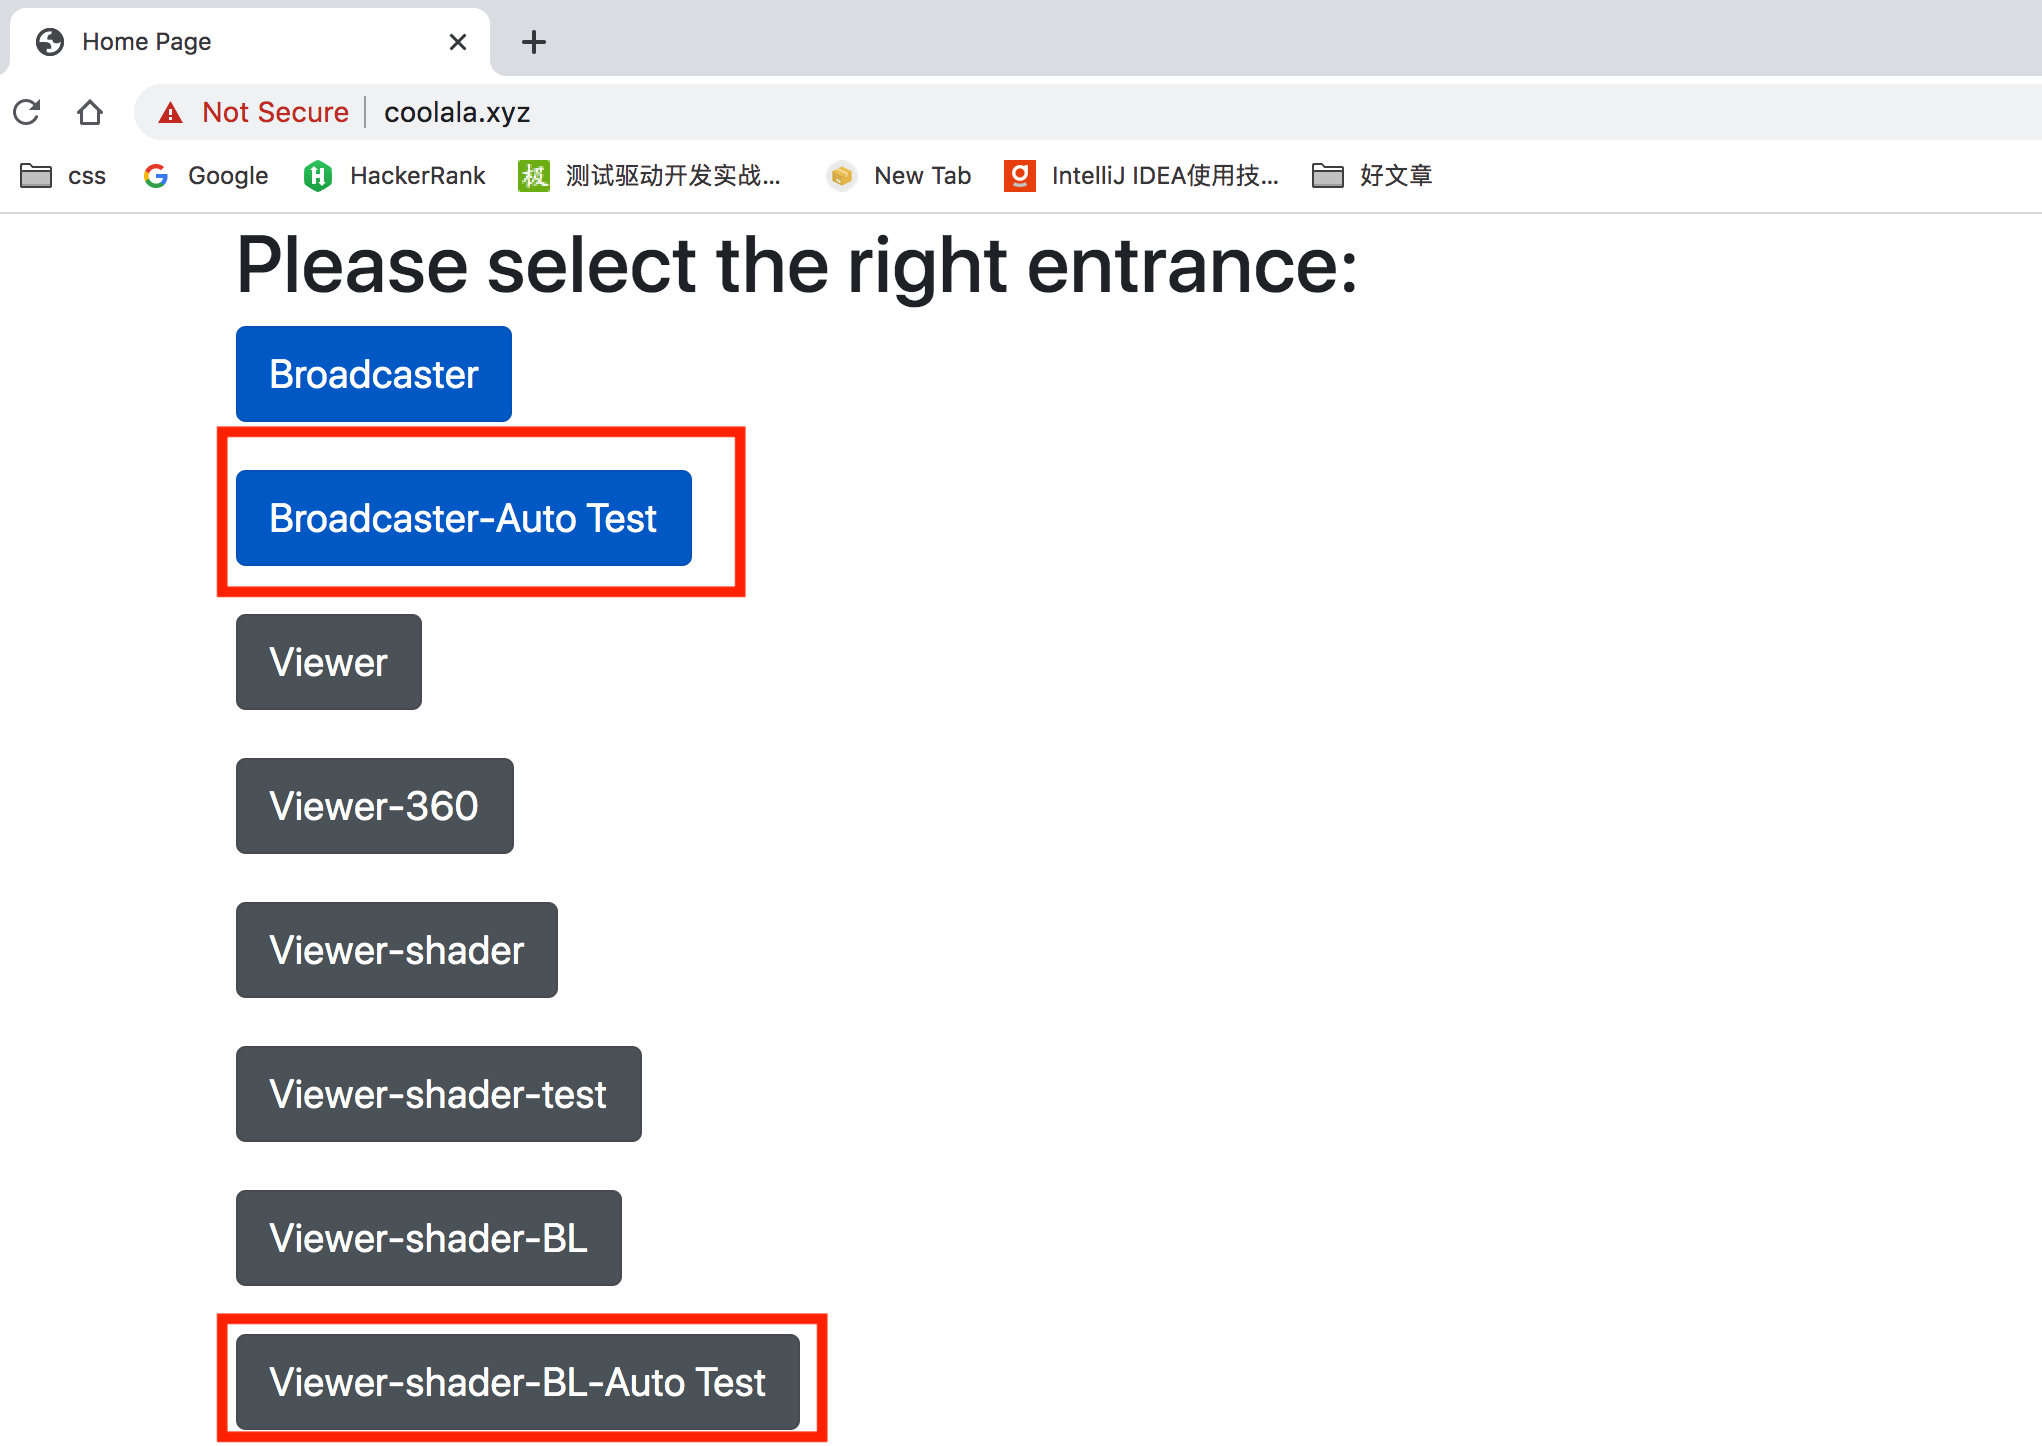 Home Page
Not Secure coolala.xyz
css Google HackerRank 测试驱动开发实战... New Tab IntelliJ IDEA使用技... 好文章
Please select the right entrance:
Broadcaster
Broadcaster-Auto Test
Viewer
Viewer-360
Viewer-shader
Viewer-shader-test
Viewer-shader-BL
Viewer-shader-BL-Auto Test